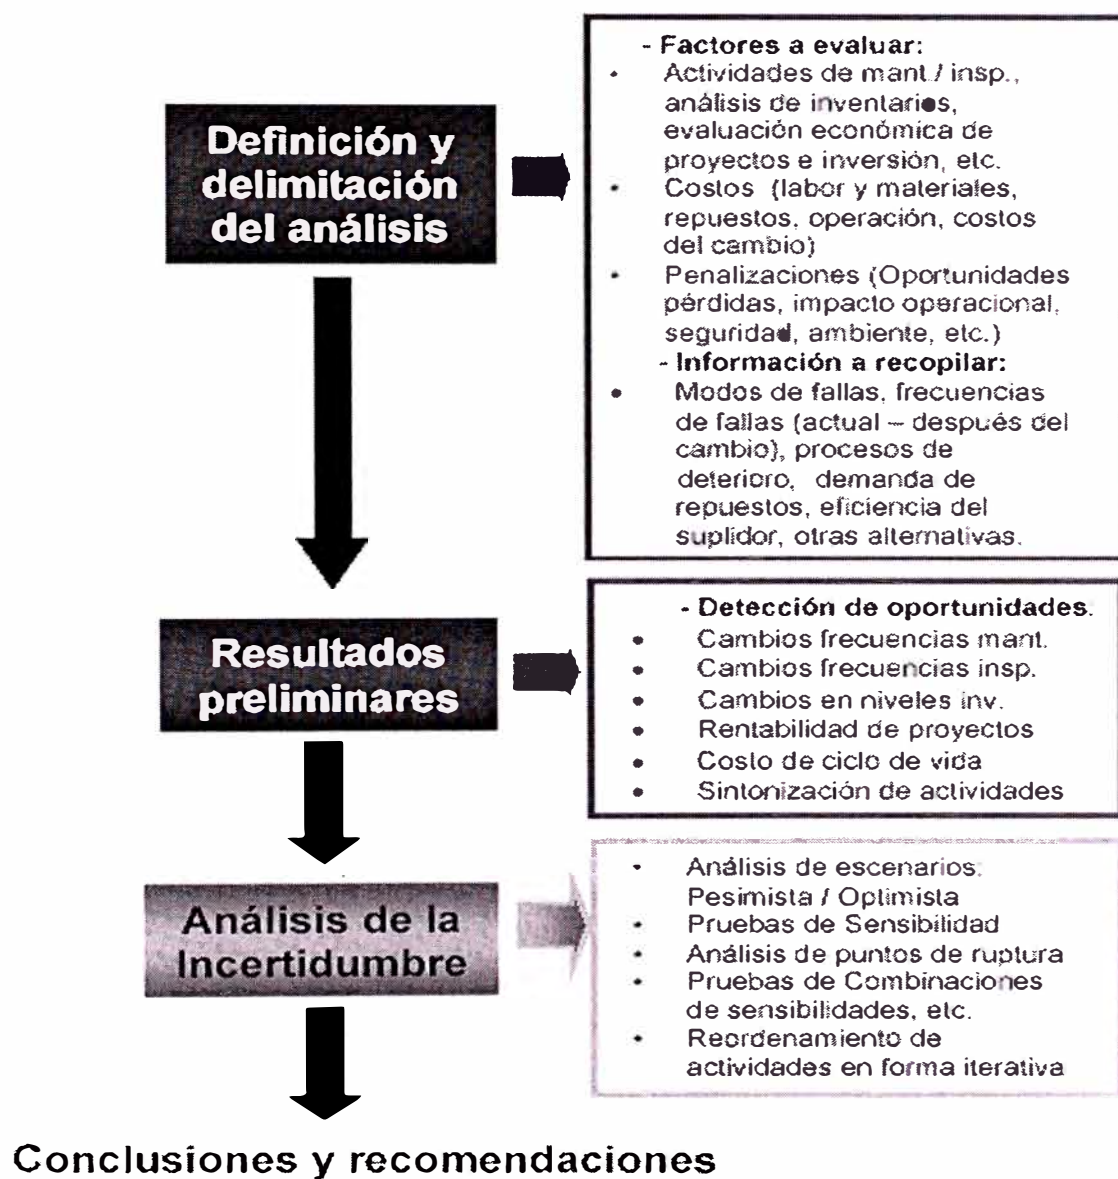 Definición y
delimitación
del análisis
- Factores a evaluar:
• Actividades de mant./ insp.,
análisis de inventarios,
evaluación económica de
proyectos e inversión, etc.
• Costos (labor y materiales,
repuestos, operación, costos
del cambio)
• Penalizaciones (Oportunidades
pérdidas, impacto operacional,
seguridad, ambiente, etc.)
- Información a recopilar:
• Modos de fallas, frecuencias
de fallas (actual – después del
cambio), procesos de
deterioro, demanda de
repuestos, eficiencia del
suplidor, otras alternativas.
Resultados
preliminares
- Detección de oportunidades.
• Cambios frecuencias mant.
• Cambios frecuencias insp.
• Cambios en niveles inv.
• Rentabilidad de proyectos
• Costo de ciclo de vida
• Sintonización de actividades
Análisis de la
Incertidumbre
• Análisis de escenarios:
Pesimista / Optimista
• Pruebas de Sensibilidad
• Análisis de puntos de ruptura
• Pruebas de Combinaciones
de sensibilidades, etc.
• Reordenamiento de
actividades en forma iterativa
Conclusiones y recomendaciones